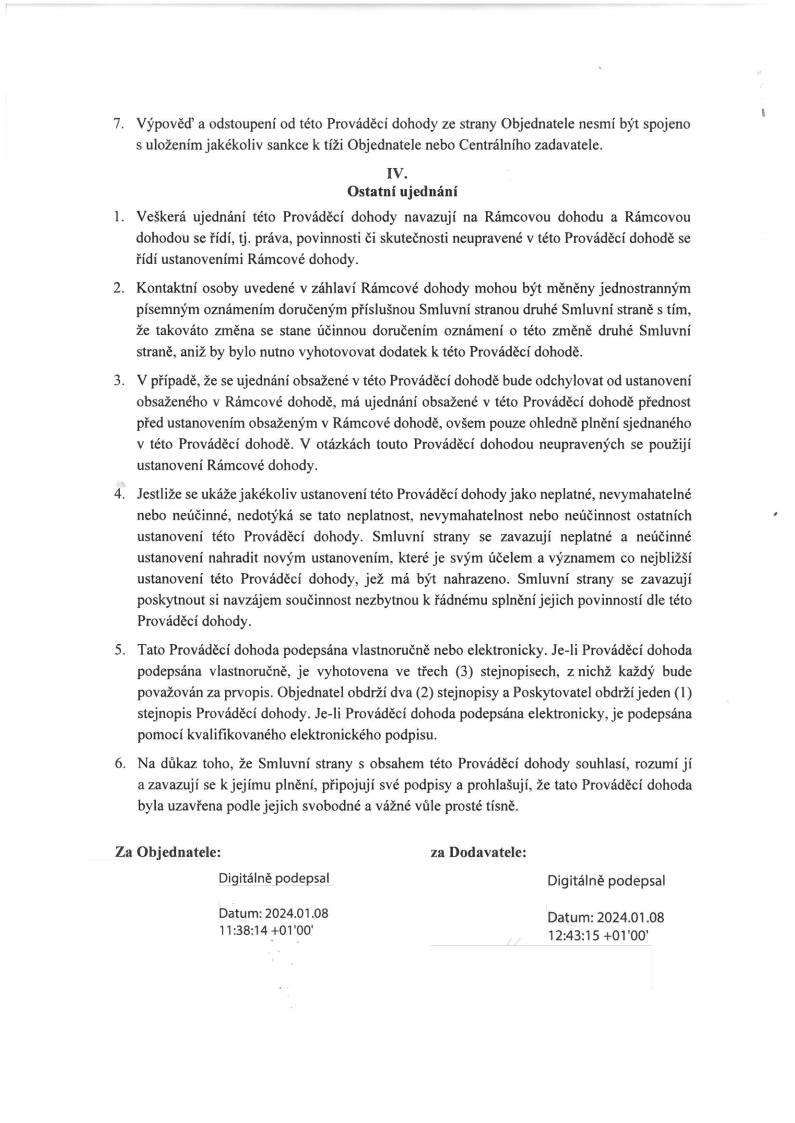 7. Výpověď a odstoupení od této Prováděcí dohody ze strany Objednatele nesmí být spojeno
s uložením jakékoliv sankce k tíži Objednatele nebo Centrálního zadavatele.
IV.
Ostatní ujednání
1. Veškerá ujednání této Prováděcí dohody navazují na Rámcovou dohodu a Rámcovou
dohodou se řídí, tj. práva, povinnosti či skutečnosti neupravené v této Prováděcí dohodě se
řídí ustanoveními Rámcové dohody.
2. Kontaktní osoby uvedené v záhlaví Rámcové dohody mohou být měněny jednostranným
písemným oznámením doručeným příslušnou Smluvní stranou druhé Smluvní straně s tím,
že takováto změna se stane účinnou doručením oznámení o této změně druhé Smluvní
straně, aniž by bylo nutno vyhotovovat dodatek k této Prováděcí dohodě.
3. V případě, že se ujednání obsažené v této Prováděcí dohodě bude odchylovat od ustanovení
obsaženého v Rámcové dohodě, má ujednání obsažené v této Prováděcí dohodě přednost
před ustanovením obsaženým v Rámcové dohodě, ovšem pouze ohledně plnění sjednaného
v této Prováděcí dohodě. V otázkách touto Prováděcí dohodou neupravených se použijí
ustanovení Rámcové dohody.
4. Jestliže se ukáže jakékoliv ustanovení této Prováděcí dohody jako neplatné, nevymahatelné
nebo neúčinné, nedotýká se tato neplatnost, nevymahatelnost nebo neúčinnost ostatních
ustanovení této Prováděcí dohody. Smluvní strany se zavazují neplatné a neúčinné
ustanovení nahradit novým ustanovením, které je svým účelem a významem co nejbližší
ustanovení této Prováděcí dohody, jež má být nahrazeno. Smluvní strany se zavazují
poskytnout si navzájem součinnost nezbytnou k řádnému splnění jejich povinností dle této
Prováděcí dohody.
5. Tato Prováděcí dohoda podepsána vlastnoručně nebo elektronicky. Je-li Prováděcí dohoda
podepsána vlastnoručně, je vyhotovena ve třech (3) stejnopisech, z nichž každý bude
považován za prvopis. Objednatel obdrží dva (2) stejnopisy a Poskytovatel obdrží jeden (1)
stejnopis Prováděcí dohody. Je-li Prováděcí dohoda podepsána elektronicky, je podepsána
pomocí kvalifikovaného elektronického podpisu.
6. Na důkaz toho, že Smluvní strany s obsahem této Prováděcí dohody souhlasí, rozumí jí
a zavazují se k jejímu plnění, připojují své podpisy a prohlašují, že tato Prováděcí dohoda
byla uzavřena podle jejich svobodné a vážné vůle prosté tísně.
Za Objednatele:
za Dodavatele:
Digitálně podepsal
Datum: 2024.01.08
11:38:14 +01'00'
Digitálně podepsal
Datum: 2024.01.08
12:43:15 +01'00'